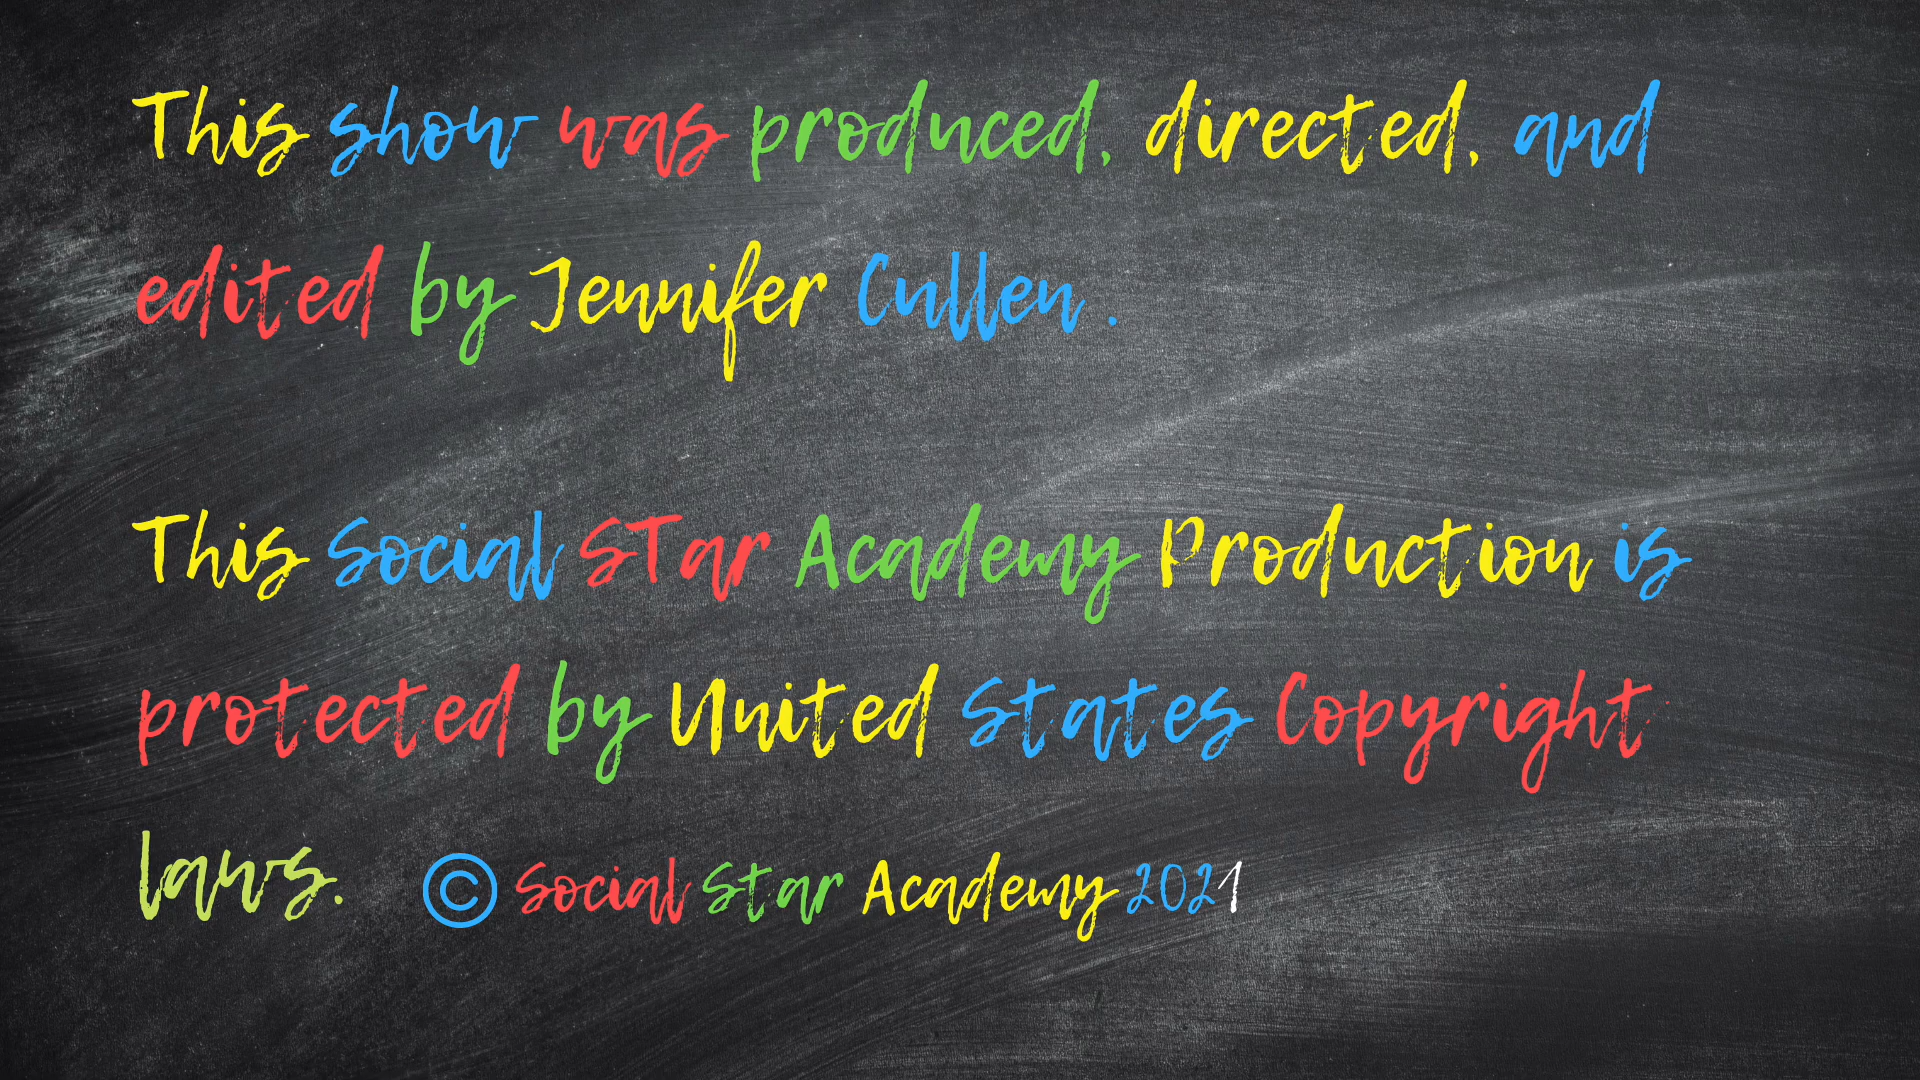 This show was produced, directed, and
edited by Jennifer Cullen .
This Social STar Academy Production is
protected by United States Copyright
laws. © Social Star Academy 2021